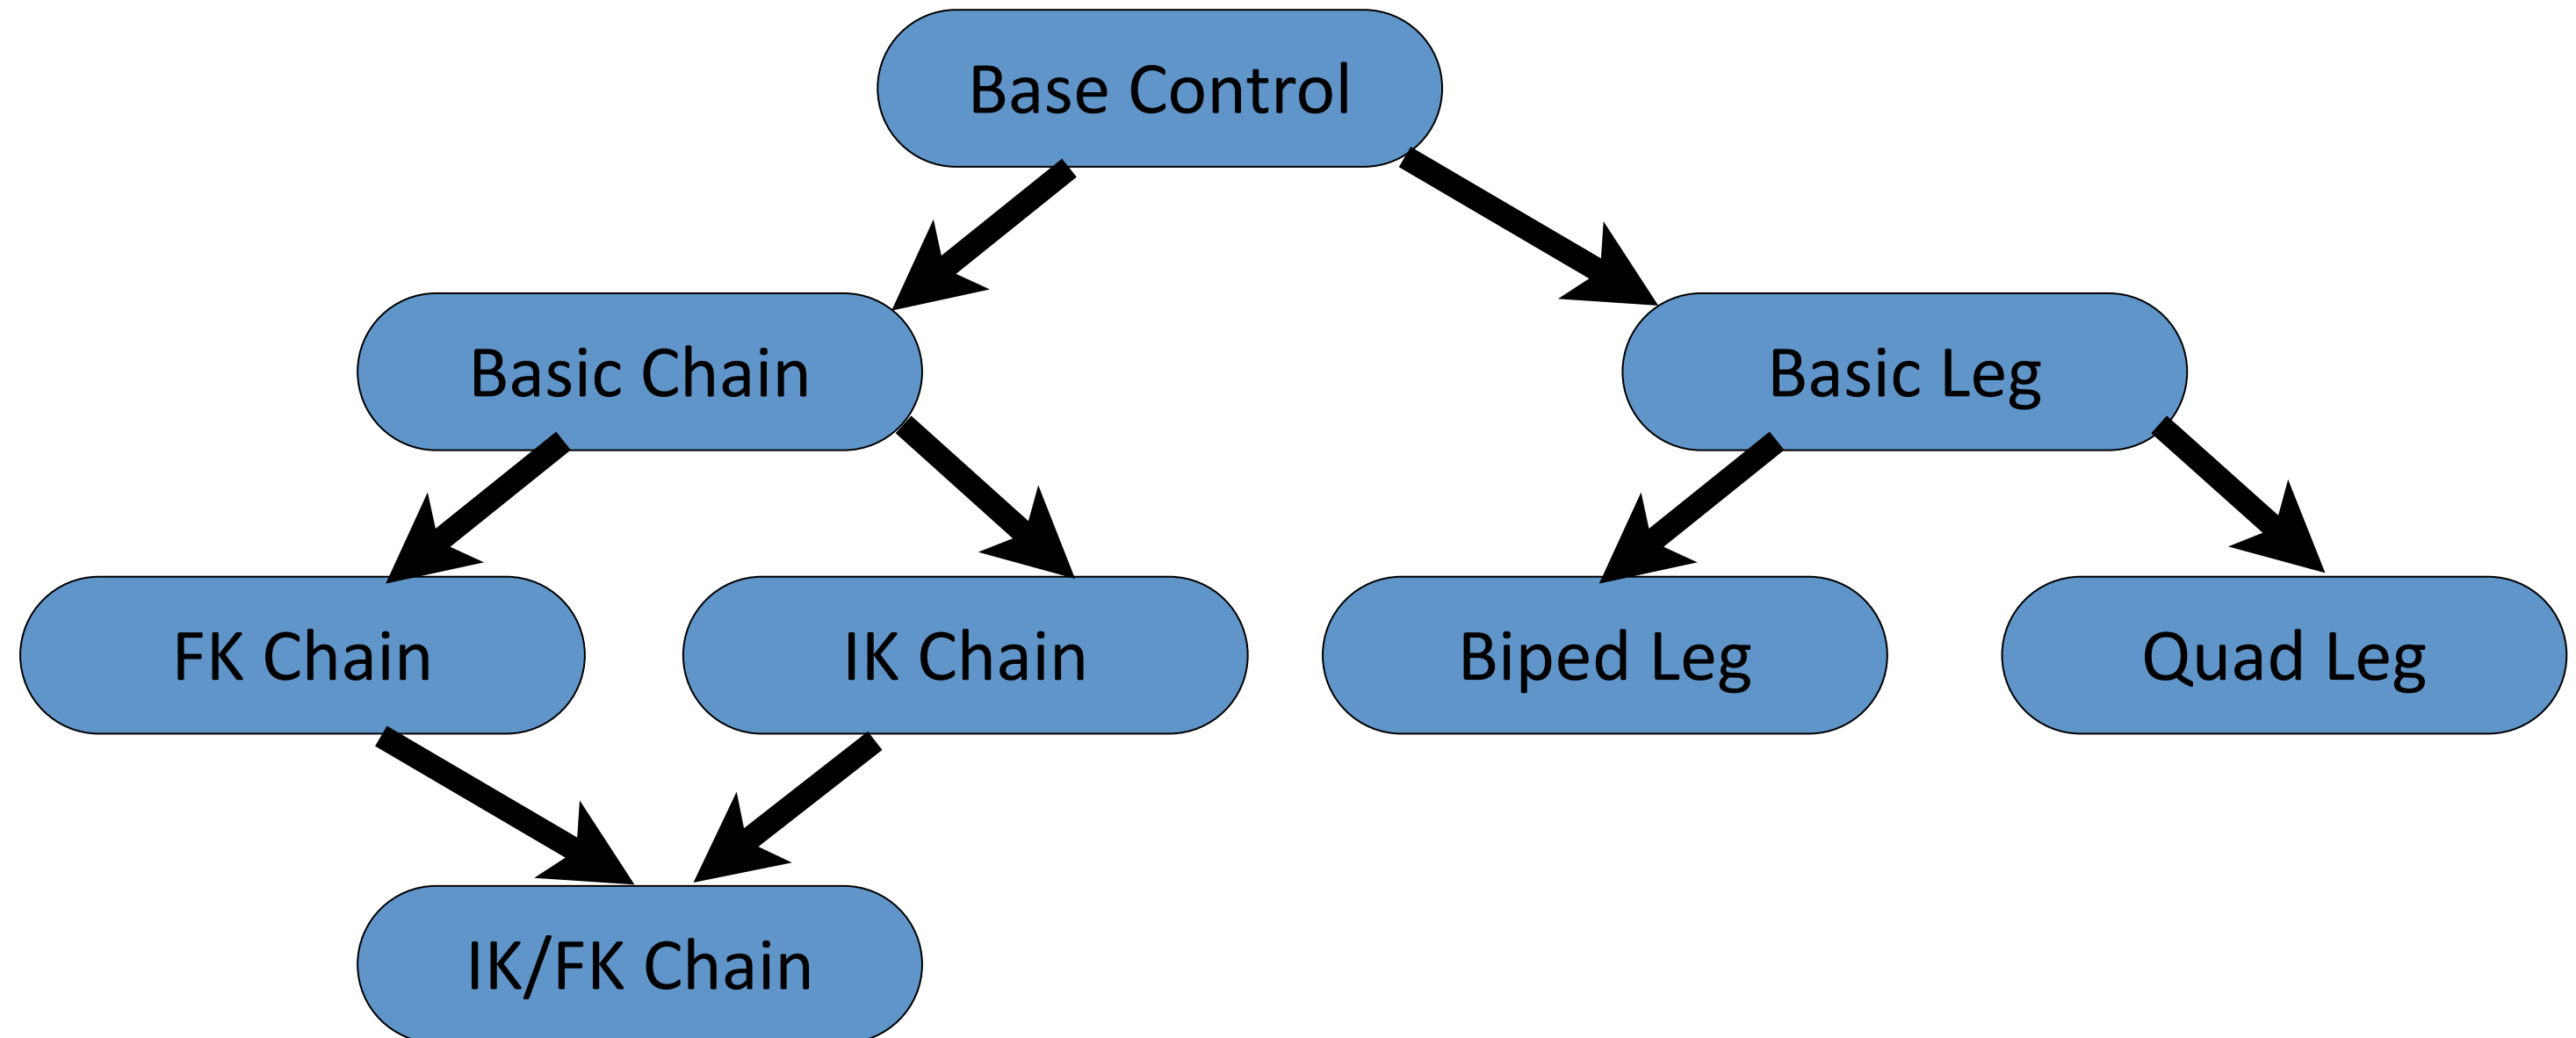 Base Control
Basic Chain
Basic Leg
FK Chain
IK Chain
Biped Leg
Quad Leg
IK/FK Chain